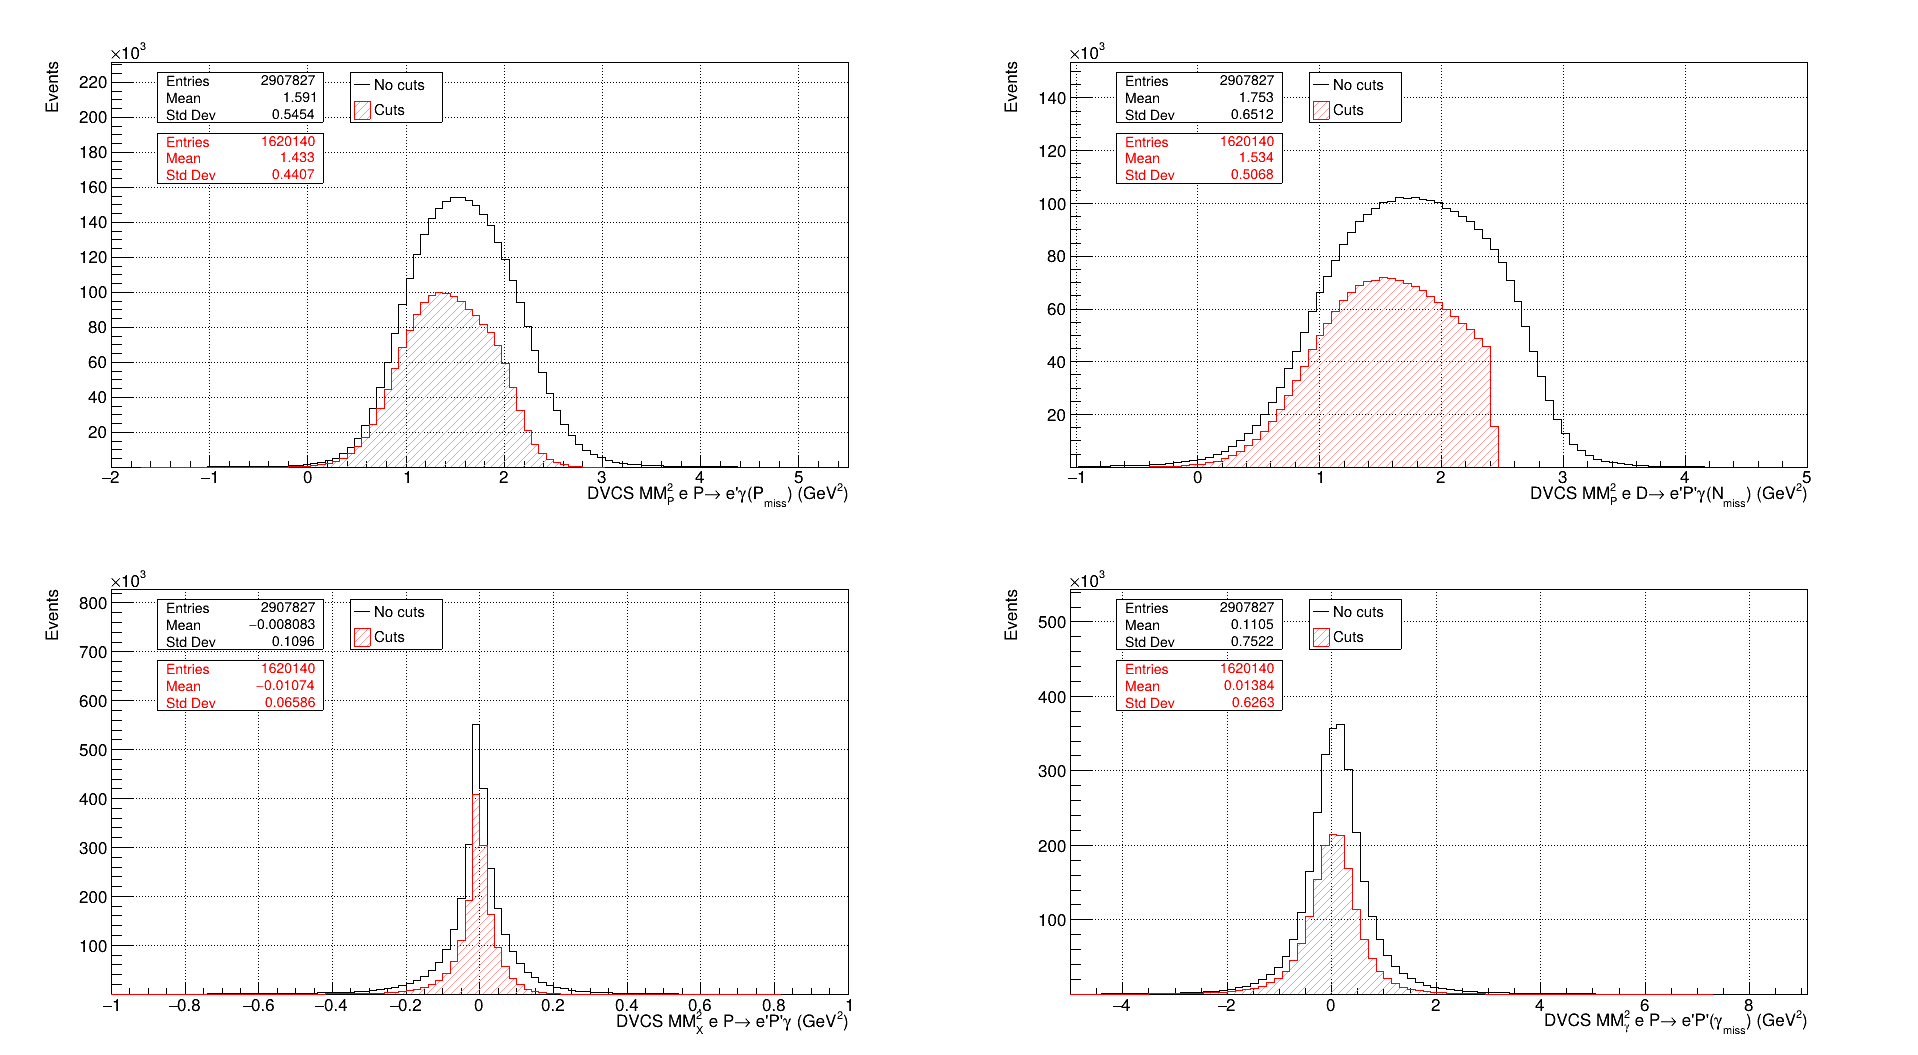 ×10³
Events
220
200
180
160
140
120
100
80
60
40
20
Entries 2907827
Mean 1.591
Std Dev 0.5454
Entries 1620140
Mean 1.433
Std Dev 0.4407
No cuts
Cuts
−2 −1 0 1 2 3 4 5
DVCS MM²_P e P→ e'γ(P_miss) (GeV²)
×10³
Events
140
120
100
80
60
40
20
Entries 2907827
Mean 1.753
Std Dev 0.6512
Entries 1620140
Mean 1.534
Std Dev 0.5068
No cuts
Cuts
−1 0 1 2 3 4 5
DVCS MM²_P e D→ e'P'γ(N_miss) (GeV²)
×10³
Events
800
700
600
500
400
300
200
100
Entries 2907827
Mean −0.008083
Std Dev 0.1096
Entries 1620140
Mean −0.01074
Std Dev 0.06586
No cuts
Cuts
−1 −0.8 −0.6 −0.4 −0.2 0 0.2 0.4 0.6 0.8 1
DVCS MM²_X e P→ e'P'γ (GeV²)
×10³
Events
500
400
300
200
100
Entries 2907827
Mean 0.1105
Std Dev 0.7522
Entries 1620140
Mean 0.01384
Std Dev 0.6263
No cuts
Cuts
−4 −2 0 2 4 6 8
DVCS MM²_γ e P→ e'P'(γ_miss) (GeV²)